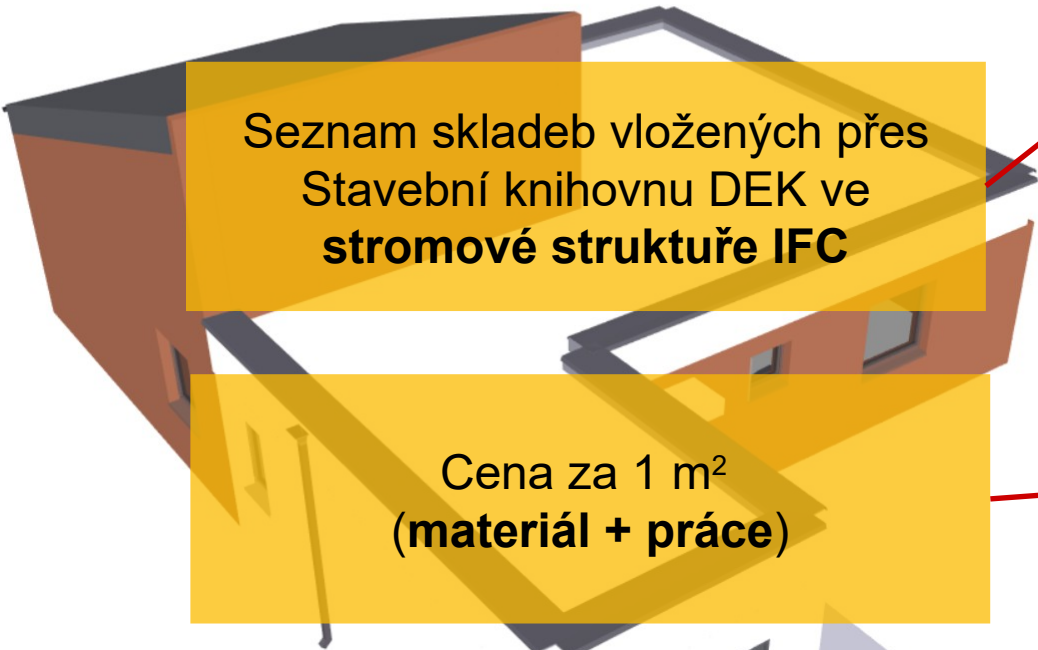 Seznam skladeb vložených přes
Stavební knihovnu DEK ve
stromové struktuře IFC
Cena za 1 m²
(materiál + práce)